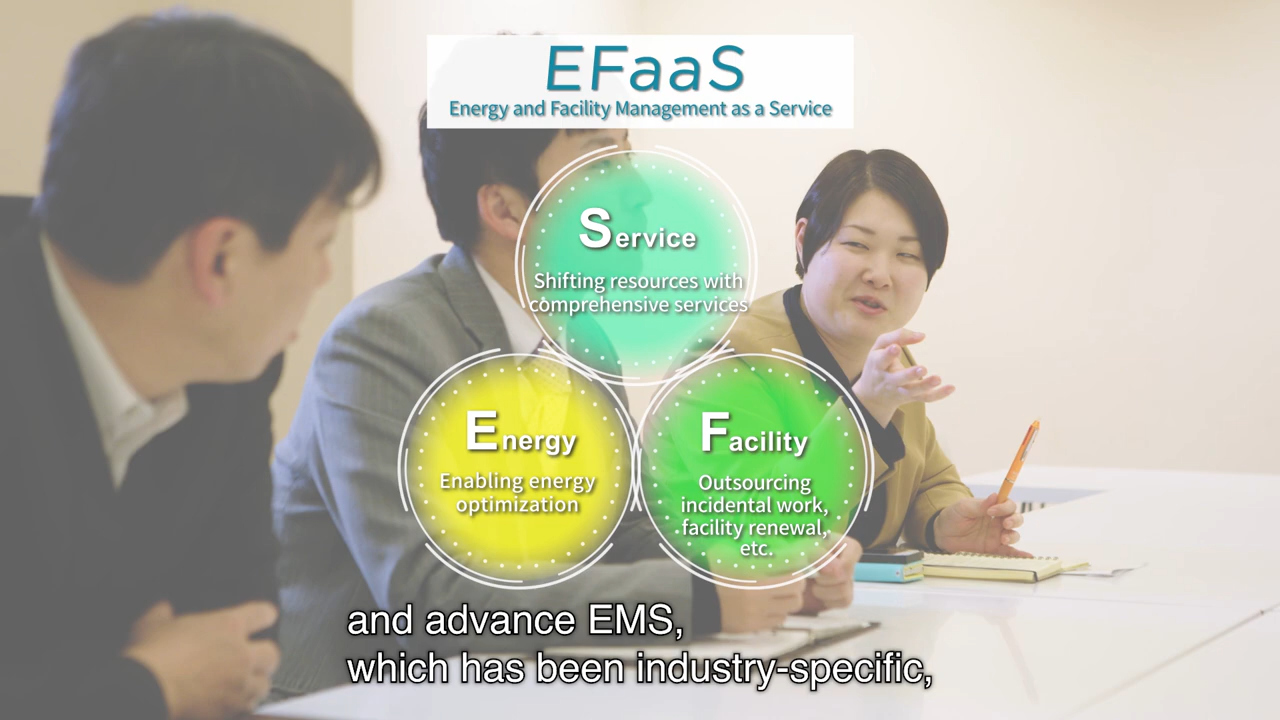 EFaaS
Energy and Facility Management as a Service
Service
Shifting resources with
comprehensive services
Energy
Enabling energy
optimization
Facility
Outsourcing
incidental work,
facility renewal,
etc.
and advance EMS,
which has been industry-specific,